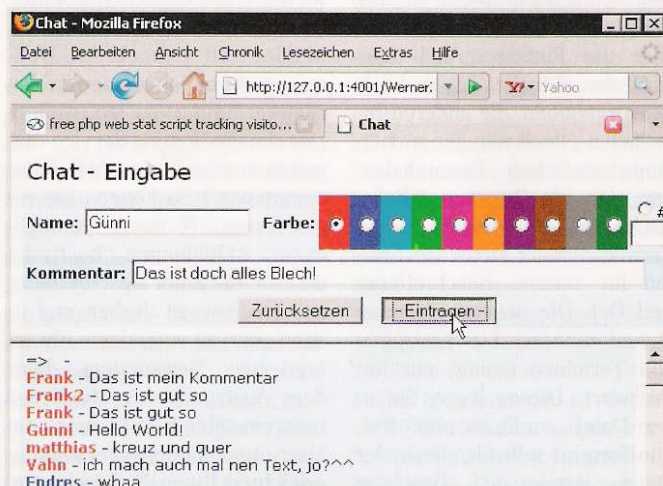 Chat - Mozilla Firefox
Datei Bearbeiten Ansicht Chronik Lesezeichen Extras Hilfe
http://127.0.0.1:4001/Werner: Yahoo
free php web stat script tracking visito... Chat
Chat - Eingabe
Name: Günni Farbe: #
Kommentar: Das ist doch alles Blech!
Zurücksetzen - Eintragen -
=> -
Frank - Das ist mein Kommentar
Frank2 - Das ist gut so
Frank - Das ist gut so
Günni - Hello World!
matthias - kreuz und quer
Vahn - ich mach auch mal nen Text, jo?^^
Endres - whaa